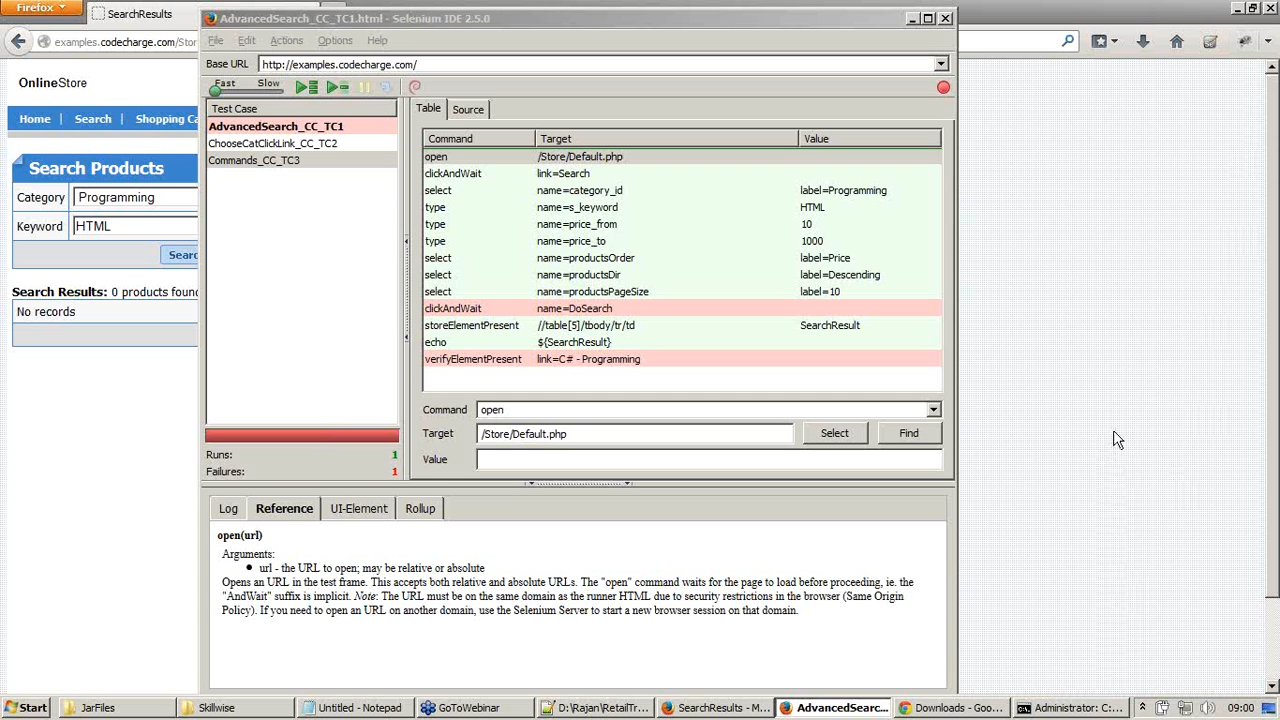 Firefox
SearchResults
examples.codecharge.com/Stor
OnlineStore
Home
Search
Shopping Ca
Search Products
Category
Programming
Keyword
HTML
Searc
Search Results: 0 products found
No records
AdvancedSearch_CC_TC1.html - Selenium IDE 2.5.0
File Edit Actions Options Help
Base URL http://examples.codecharge.com/
Fast Slow
Test Case
AdvancedSearch_CC_TC1
ChooseCatClickLink_CC_TC2
Commands_CC_TC3
Runs: 1
Failures: 1
Table Source
Command Target Value
open /Store/Default.php
clickAndWait link=Search
select name=category_id label=Programming
type name=s_keyword HTML
type name=price_from 10
type name=price_to 1000
select name=productsOrder label=Price
select name=productsDir label=Descending
select name=productsPageSize label=10
clickAndWait name=DoSearch
storeElementPresent //table[5]/tbody/tr/td SearchResult
echo ${SearchResult}
verifyElementPresent link=C# - Programming
Command open
Target /Store/Default.php Select Find
Value
Log Reference UI-Element Rollup
open(url)
Arguments:
url - the URL to open; may be relative or absolute
Opens an URL in the test frame. This accepts both relative and absolute URLs. The "open" command waits for the page to load before proceeding, ie. the
"AndWait" suffix is implicit. Note: The URL must be on the same domain as the runner HTML due to security restrictions in the browser (Same Origin
Policy). If you need to open an URL on another domain, use the Selenium Server to start a new browser session on that domain.
Start
JarFiles
Skillwise
Untitled - Notepad
GoToWebinar
D:\Rajan\RetailTr...
SearchResults - M...
AdvancedSearc...
Downloads - Goo...
Administrator: C:...
09:00